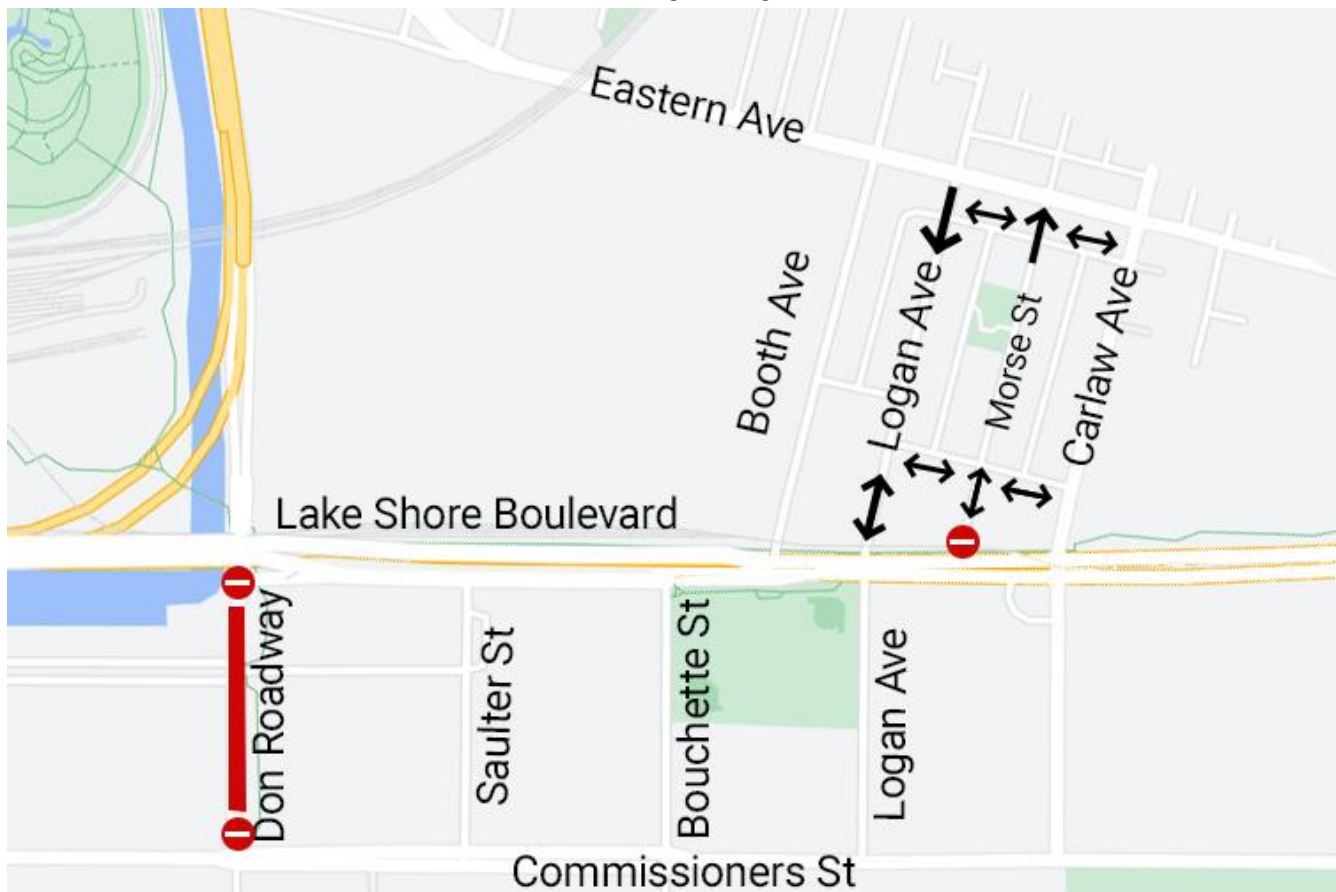 Eastern Ave
Booth Ave
Logan Ave
Morse St
Carlaw Ave
Lake Shore Boulevard
Don Roadway
Saulter St
Bouchette St
Logan Ave
Commissioners St